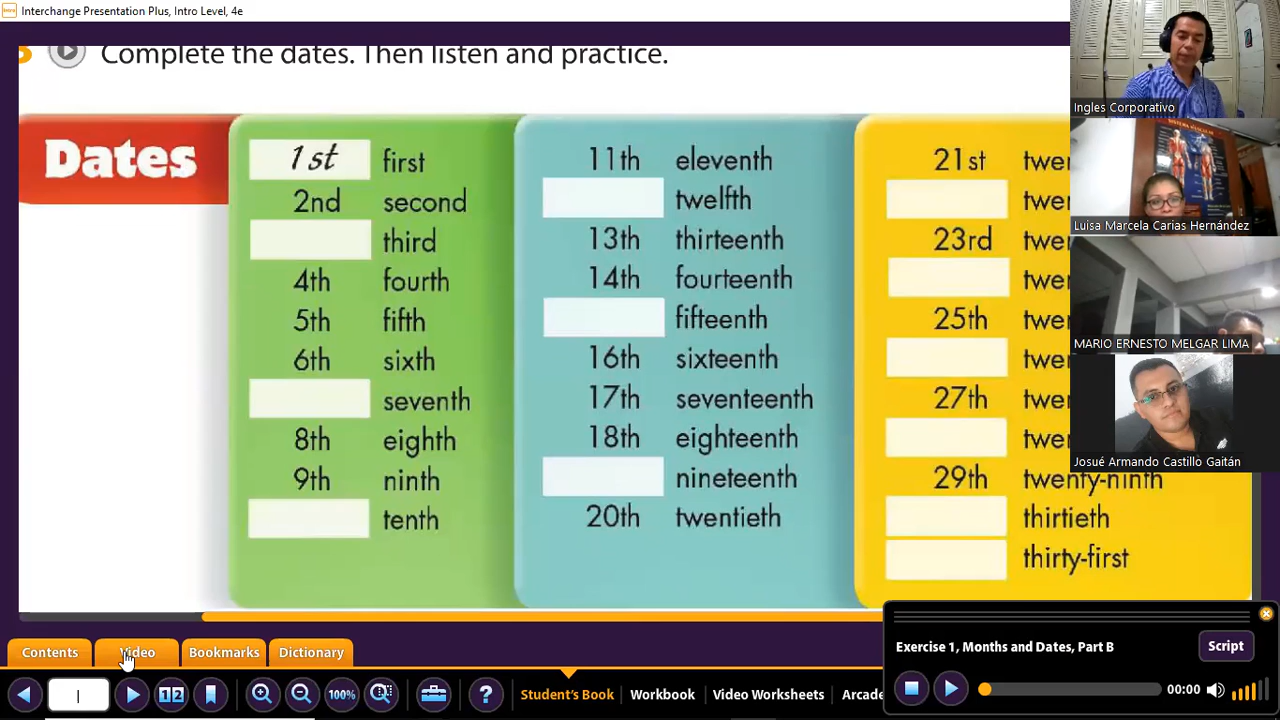 Interchange Presentation Plus, Intro Level, 4e
Complete the dates. Then listen and practice.
Dates
1st first
2nd second
third
4th fourth
5th fifth
6th sixth
seventh
8th eighth
9th ninth
tenth
11th eleventh
twelfth
13th thirteenth
14th fourteenth
fifteenth
16th sixteenth
17th seventeenth
18th eighteenth
nineteenth
20th twentieth
21st
23rd
25th
27th
29th twenty-ninth
thirtieth
thirty-first
Ingles Corporativo
Luisa Marcela Carias Hernández
MARIO ERNESTO MELGAR LIMA
Josué Armando Castillo Gaitán
Exercise 1, Months and Dates, Part B
Script
00:00
Contents
Video
Bookmarks
Dictionary
12
100%
?
Student's Book
Workbook
Video Worksheets
Arcade